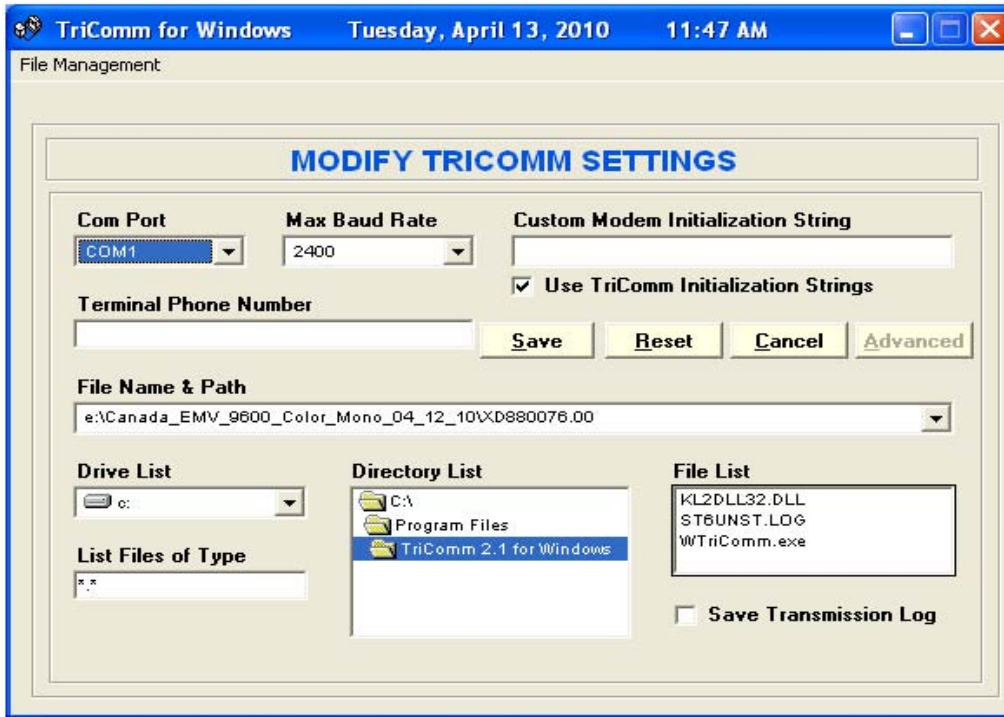 TriComm for Windows Tuesday, April 13, 2010 11:47 AM
File Management
MODIFY TRICOMM SETTINGS
Com Port Max Baud Rate Custom Modem Initialization String
COM1 2400
Use TriComm Initialization Strings
Terminal Phone Number
Save Reset Cancel Advanced
File Name & Path
e:\Canada_EMV_9600_Color_Mono_04_12_10\XD880076.00
Drive List
c:
List Files of Type
*.*
Directory List
C:\
Program Files
TriComm 2.1 for Windows
File List
KL2DLL32.DLL
ST6UNST.LOG
WTriComm.exe
Save Transmission Log